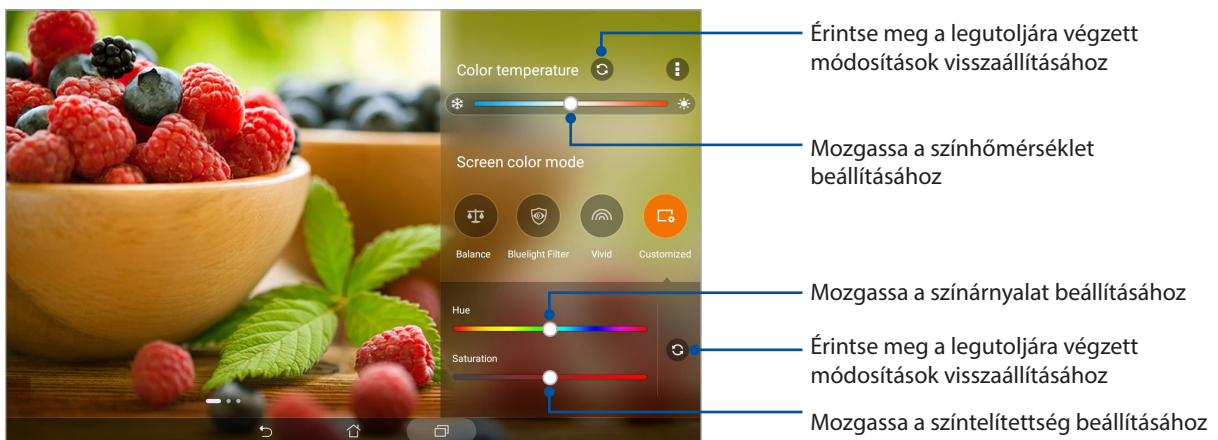 Érintse meg a legutoljára végzett
módosítások visszaállításához
Color temperature
Mozgassa a színhőmérséklet
beállításához
Screen color mode
Balance
Bluelight Filter
Vivid
Customized
Mozgassa a színárnyalat beállításához
Hue
Érintse meg a legutoljára végzett
módosítások visszaállításához
Saturation
Mozgassa a színtelítettség beállításához